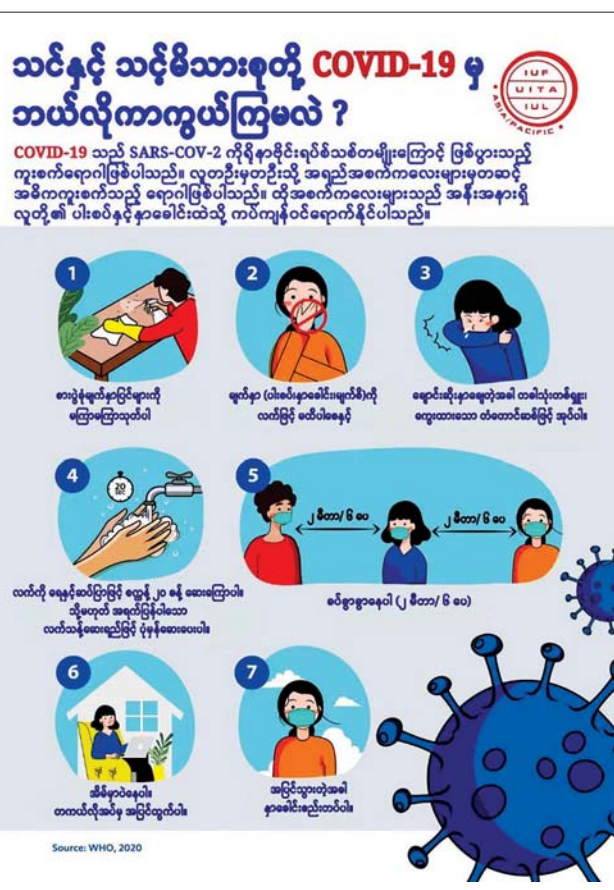 သင်နှင့် သင့်မိသားစုတို့ COVID-19 မှ
ဘယ်လိုကာကွယ်ကြမလဲ ?
IUF
UITA
IUL
ASIA/PACIFIC
COVID-19 သည် SARS-COV-2 ကိုရိုနာဗိုင်းရပ်စ်သစ်တမျိုးကြောင့် ဖြစ်ပွားသည့်
ကူးစက်ရောဂါဖြစ်ပါသည်။ လူတဦးမှတဦးသို့ အရည်အစက်ကလေးများမှတဆင့်
အဓိကကူးစက်သည့် ရောဂါဖြစ်ပါသည်။ ထိုအစက်ကလေးများသည် အနီးအနားရှိ
လူတို့၏ ပါးစပ်နှင့်နှာခေါင်းထဲသို့ ကပ်ကျန်ဝင်ရောက်နိုင်ပါသည်။
1
စားပွဲခုံမျက်နှာပြင်များကို
မကြာမကြာသုတ်ပါ
2
မျက်နှာ (ပါးစပ်၊နှာခေါင်း၊မျက်စိ)ကို
လက်ဖြင့် မထိပါစေနှင့်
3
ချောင်းဆိုးနှာချေတဲ့အခါ တခါသုံးတစ်ရှူး၊
ကွေးထားသော တံတောင်ဆစ်ဖြင့် အုပ်ပါ။
4
20
SEC
လက်ကို ရေနှင့်ဆပ်ပြာဖြင့် စက္ကန့် ၂၀ ခန့် ဆေးကြောပါ။
သို့မဟုတ် အရက်ပြန်ပါသော
လက်သန့်ဆေးရည်ဖြင့် ပုံမှန်ဆေးပေးပါ။
5
၂ မီတာ/ ၆ ပေ
၂ မီတာ/ ၆ ပေ
ခပ်ခွာခွာနေပါ (၂ မီတာ/ ၆ ပေ)
6
အိမ်မှာပဲနေပါ။
တကယ်လိုအပ်မှ အပြင်ထွက်ပါ။
7
အပြင်သွားတဲ့အခါ
နှာခေါင်းစည်းတပ်ပါ။
Source: WHO, 2020